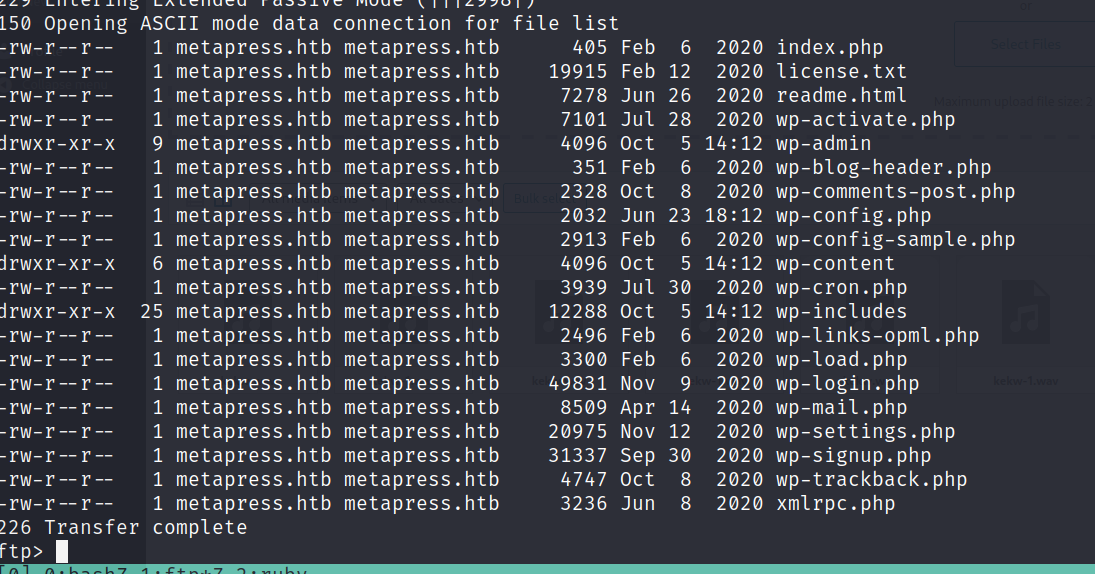 229 Entering Extended Passive Mode (|||2998|)
150 Opening ASCII mode data connection for file list
-rw-r--r-- 1 metapress.htb metapress.htb 405 Feb 6 2020 index.php
-rw-r--r-- 1 metapress.htb metapress.htb 19915 Feb 12 2020 license.txt
-rw-r--r-- 1 metapress.htb metapress.htb 7278 Jun 26 2020 readme.html
-rw-r--r-- 1 metapress.htb metapress.htb 7101 Jul 28 2020 wp-activate.php
drwxr-xr-x 9 metapress.htb metapress.htb 4096 Oct 5 14:12 wp-admin
-rw-r--r-- 1 metapress.htb metapress.htb 351 Feb 6 2020 wp-blog-header.php
-rw-r--r-- 1 metapress.htb metapress.htb 2328 Oct 8 2020 wp-comments-post.php
-rw-r--r-- 1 metapress.htb metapress.htb 2032 Jun 23 18:12 wp-config.php
-rw-r--r-- 1 metapress.htb metapress.htb 2913 Feb 6 2020 wp-config-sample.php
drwxr-xr-x 6 metapress.htb metapress.htb 4096 Oct 5 14:12 wp-content
-rw-r--r-- 1 metapress.htb metapress.htb 3939 Jul 30 2020 wp-cron.php
drwxr-xr-x 25 metapress.htb metapress.htb 12288 Oct 5 14:12 wp-includes
-rw-r--r-- 1 metapress.htb metapress.htb 2496 Feb 6 2020 wp-links-opml.php
-rw-r--r-- 1 metapress.htb metapress.htb 3300 Feb 6 2020 wp-load.php
-rw-r--r-- 1 metapress.htb metapress.htb 49831 Nov 9 2020 wp-login.php
-rw-r--r-- 1 metapress.htb metapress.htb 8509 Apr 14 2020 wp-mail.php
-rw-r--r-- 1 metapress.htb metapress.htb 20975 Nov 12 2020 wp-settings.php
-rw-r--r-- 1 metapress.htb metapress.htb 31337 Sep 30 2020 wp-signup.php
-rw-r--r-- 1 metapress.htb metapress.htb 4747 Oct 8 2020 wp-trackback.php
-rw-r--r-- 1 metapress.htb metapress.htb 3236 Jun 8 2020 xmlrpc.php
226 Transfer complete
ftp>
[0] 0:bash 1:ftp* 2:ruby
or
Select Files
kekw-1.wav